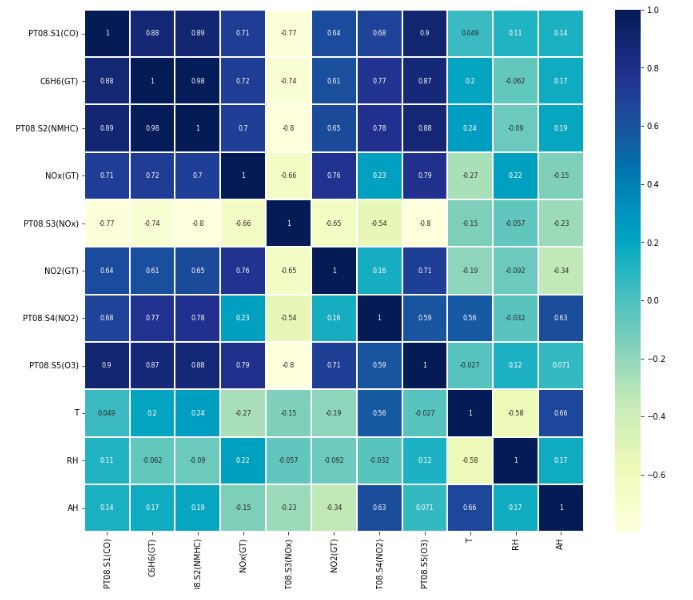 PT08.S1(CO) 1 0.88 0.89 0.71 -0.77 0.64 0.68 0.9 0.049 0.11 0.14
C6H6(GT) 0.88 1 0.98 0.72 -0.74 0.61 0.77 0.87 0.2 -0.062 0.17
PT08.S2(NMHC) 0.89 0.98 1 0.7 -0.8 0.65 0.78 0.88 0.24 -0.09 0.19
NOx(GT) 0.71 0.72 0.7 1 -0.66 0.76 0.23 0.79 -0.27 0.22 -0.15
PT08.S3(NOx) -0.77 -0.74 -0.8 -0.66 1 -0.65 -0.54 -0.8 -0.15 -0.057 -0.23
NO2(GT) 0.64 0.61 0.65 0.76 -0.65 1 0.16 0.71 -0.19 -0.092 -0.34
PT08.S4(NO2) 0.68 0.77 0.78 0.23 -0.54 0.16 1 0.59 0.56 -0.032 0.63
PT08.S5(O3) 0.9 0.87 0.88 0.79 -0.8 0.71 0.59 1 -0.027 0.12 0.071
T 0.049 0.2 0.24 -0.27 -0.15 -0.19 0.56 -0.027 1 -0.58 0.66
RH 0.11 -0.062 -0.09 0.22 -0.057 -0.092 -0.032 0.12 -0.58 1 0.17
AH 0.14 0.17 0.19 -0.15 -0.23 -0.34 0.63 0.071 0.66 0.17 1
PT08.S1(CO)
C6H6(GT)
08.S2(NMHC)
NOx(GT)
T08.S3(NOx)
NO2(GT)
T08.S4(NO2)
PT08.S5(O3)
T
RH
AH
1.0
0.8
0.6
0.4
0.2
0.0
−0.2
−0.4
−0.6